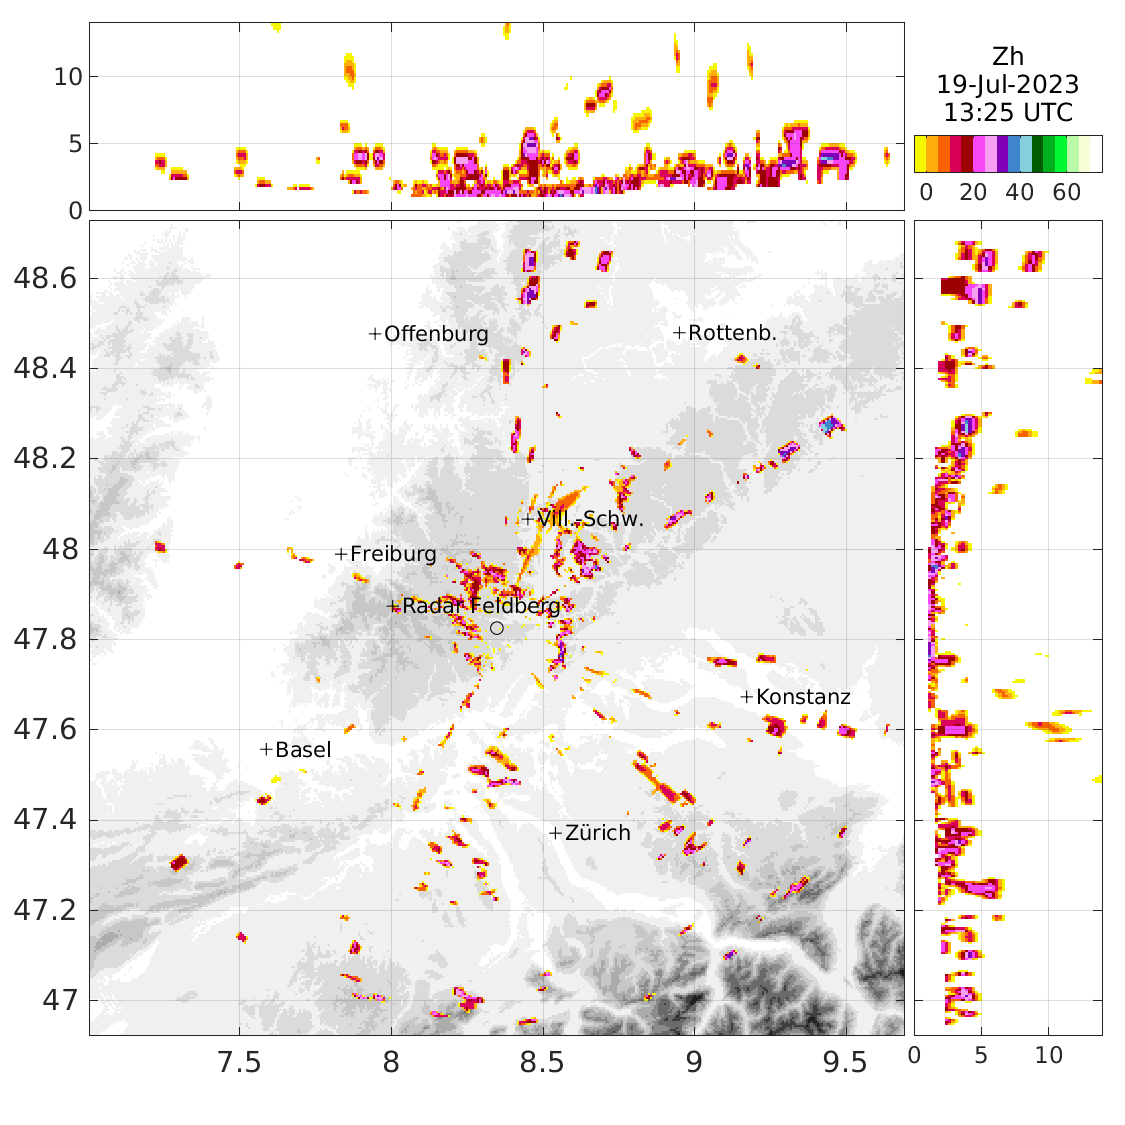 10
5
0
Zh
19-Jul-2023
13:25 UTC
0 20 40 60
48.6
+Offenburg +Rottenb.
48.4
48.2
+Vill.-Schw.
48
+Freiburg
+Radar Feldberg
47.8
+Konstanz
47.6
+Basel
47.4
+Zürich
47.2
47
7.5 8 8.5 9 9.5
0 5 10